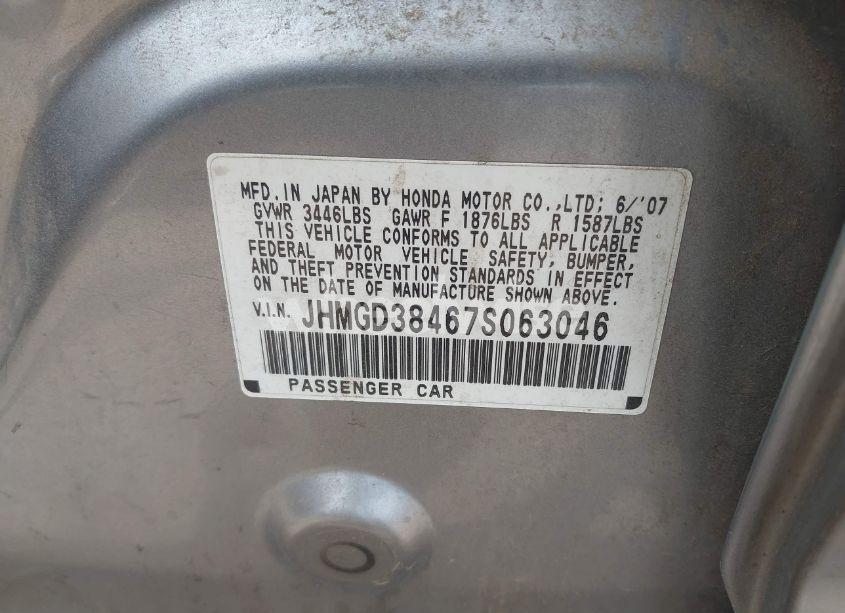 MFD.IN JAPAN BY HONDA MOTOR CO.,LTD; 6/'07
GVWR 3446LBS GAWR F 1876LBS R 1587LBS
THIS VEHICLE CONFORMS TO ALL APPLICABLE
FEDERAL MOTOR VEHICLE SAFETY, BUMPER,
AND THEFT PREVENTION STANDARDS IN EFFECT
ON THE DATE OF MANUFACTURE SHOWN ABOVE.
V.I.N. JHMGD38467S063046
PASSENGER CAR